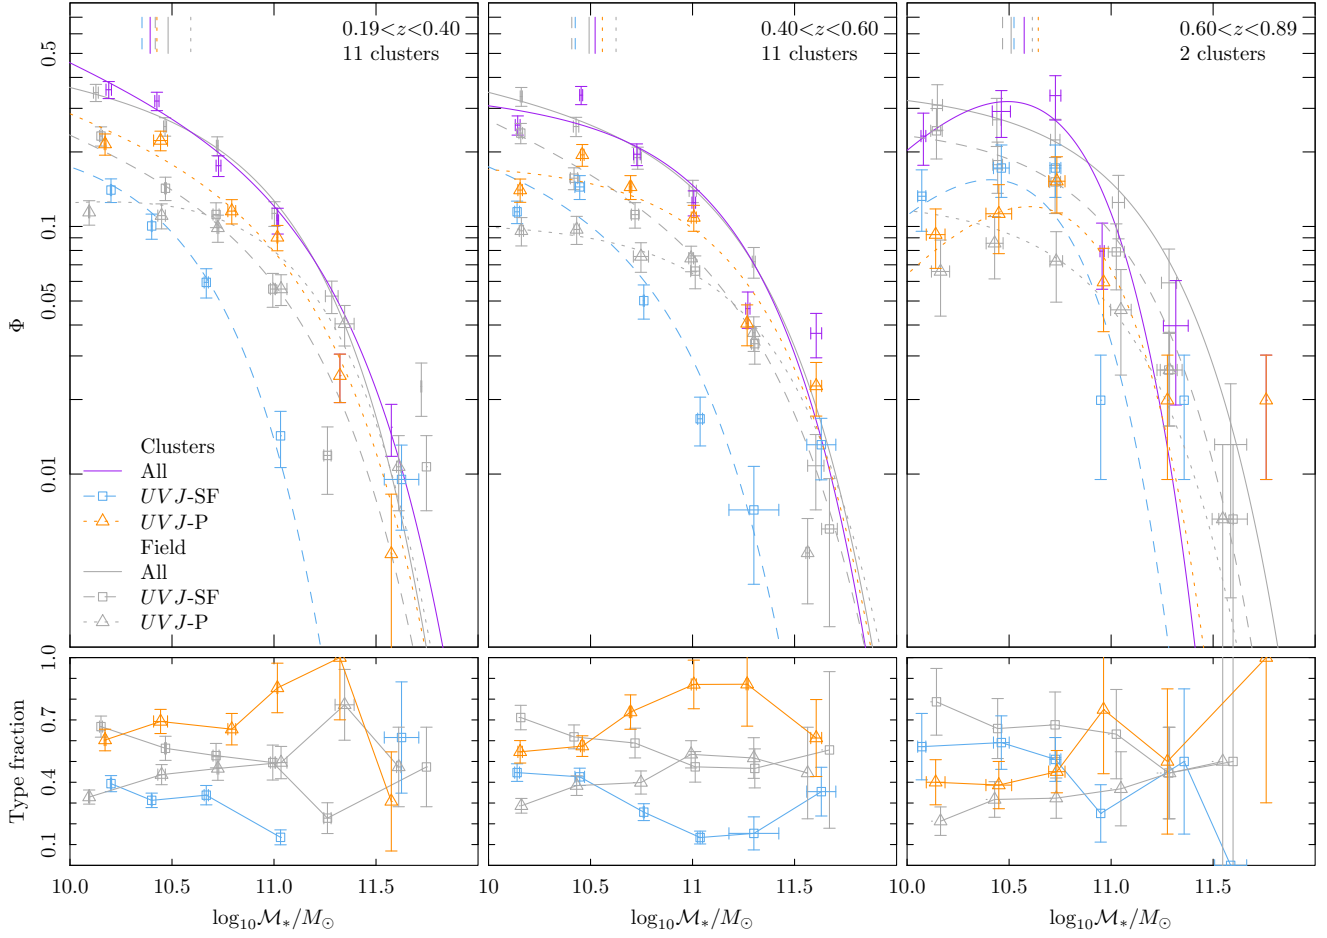 0.19<z<0.40
11 clusters
0.40<z<0.60
11 clusters
0.60<z<0.89
2 clusters
0.5
0.1
0.05
0.01
Φ
Clusters
All
UVJ-SF
UVJ-P
Field
All
UVJ-SF
UVJ-P
1.0
0.7
0.4
0.1
Type fraction
10.0 10.5 11.0 11.5
10 10.5 11.0 11.5
10.0 10.5 11.0 11.5
log₁₀ℳ*/M⊙
log₁₀ℳ*/M⊙
log₁₀ℳ*/M⊙